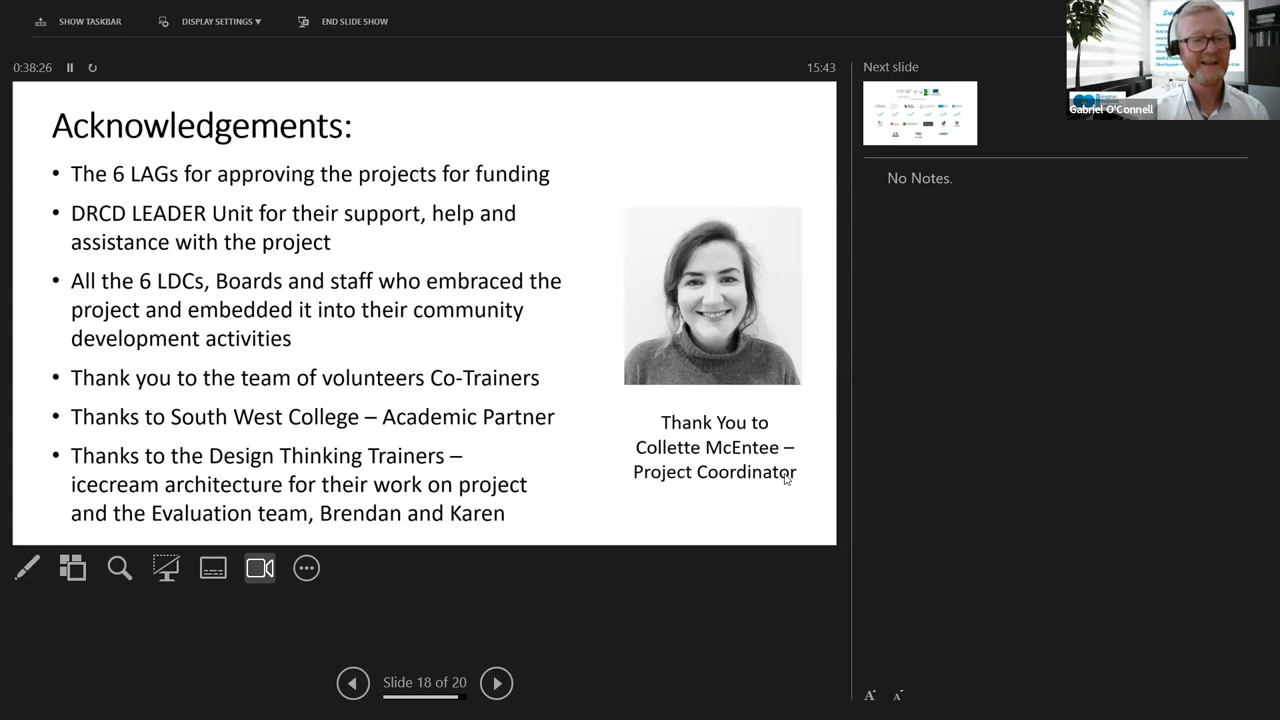 SHOW TASKBAR
DISPLAY SETTINGS ▼
END SLIDE SHOW
0:38:26
15:43
Next slide
Gabriel O'Connell
No Notes.
Acknowledgements:
• The 6 LAGs for approving the projects for funding
• DRCD LEADER Unit for their support, help and
assistance with the project
• All the 6 LDCs, Boards and staff who embraced the
project and embedded it into their community
development activities
• Thank you to the team of volunteers Co-Trainers
• Thanks to South West College – Academic Partner
• Thanks to the Design Thinking Trainers –
icecream architecture for their work on project
and the Evaluation team, Brendan and Karen
Thank You to
Collette McEntee –
Project Coordinator
Slide 18 of 20
A A